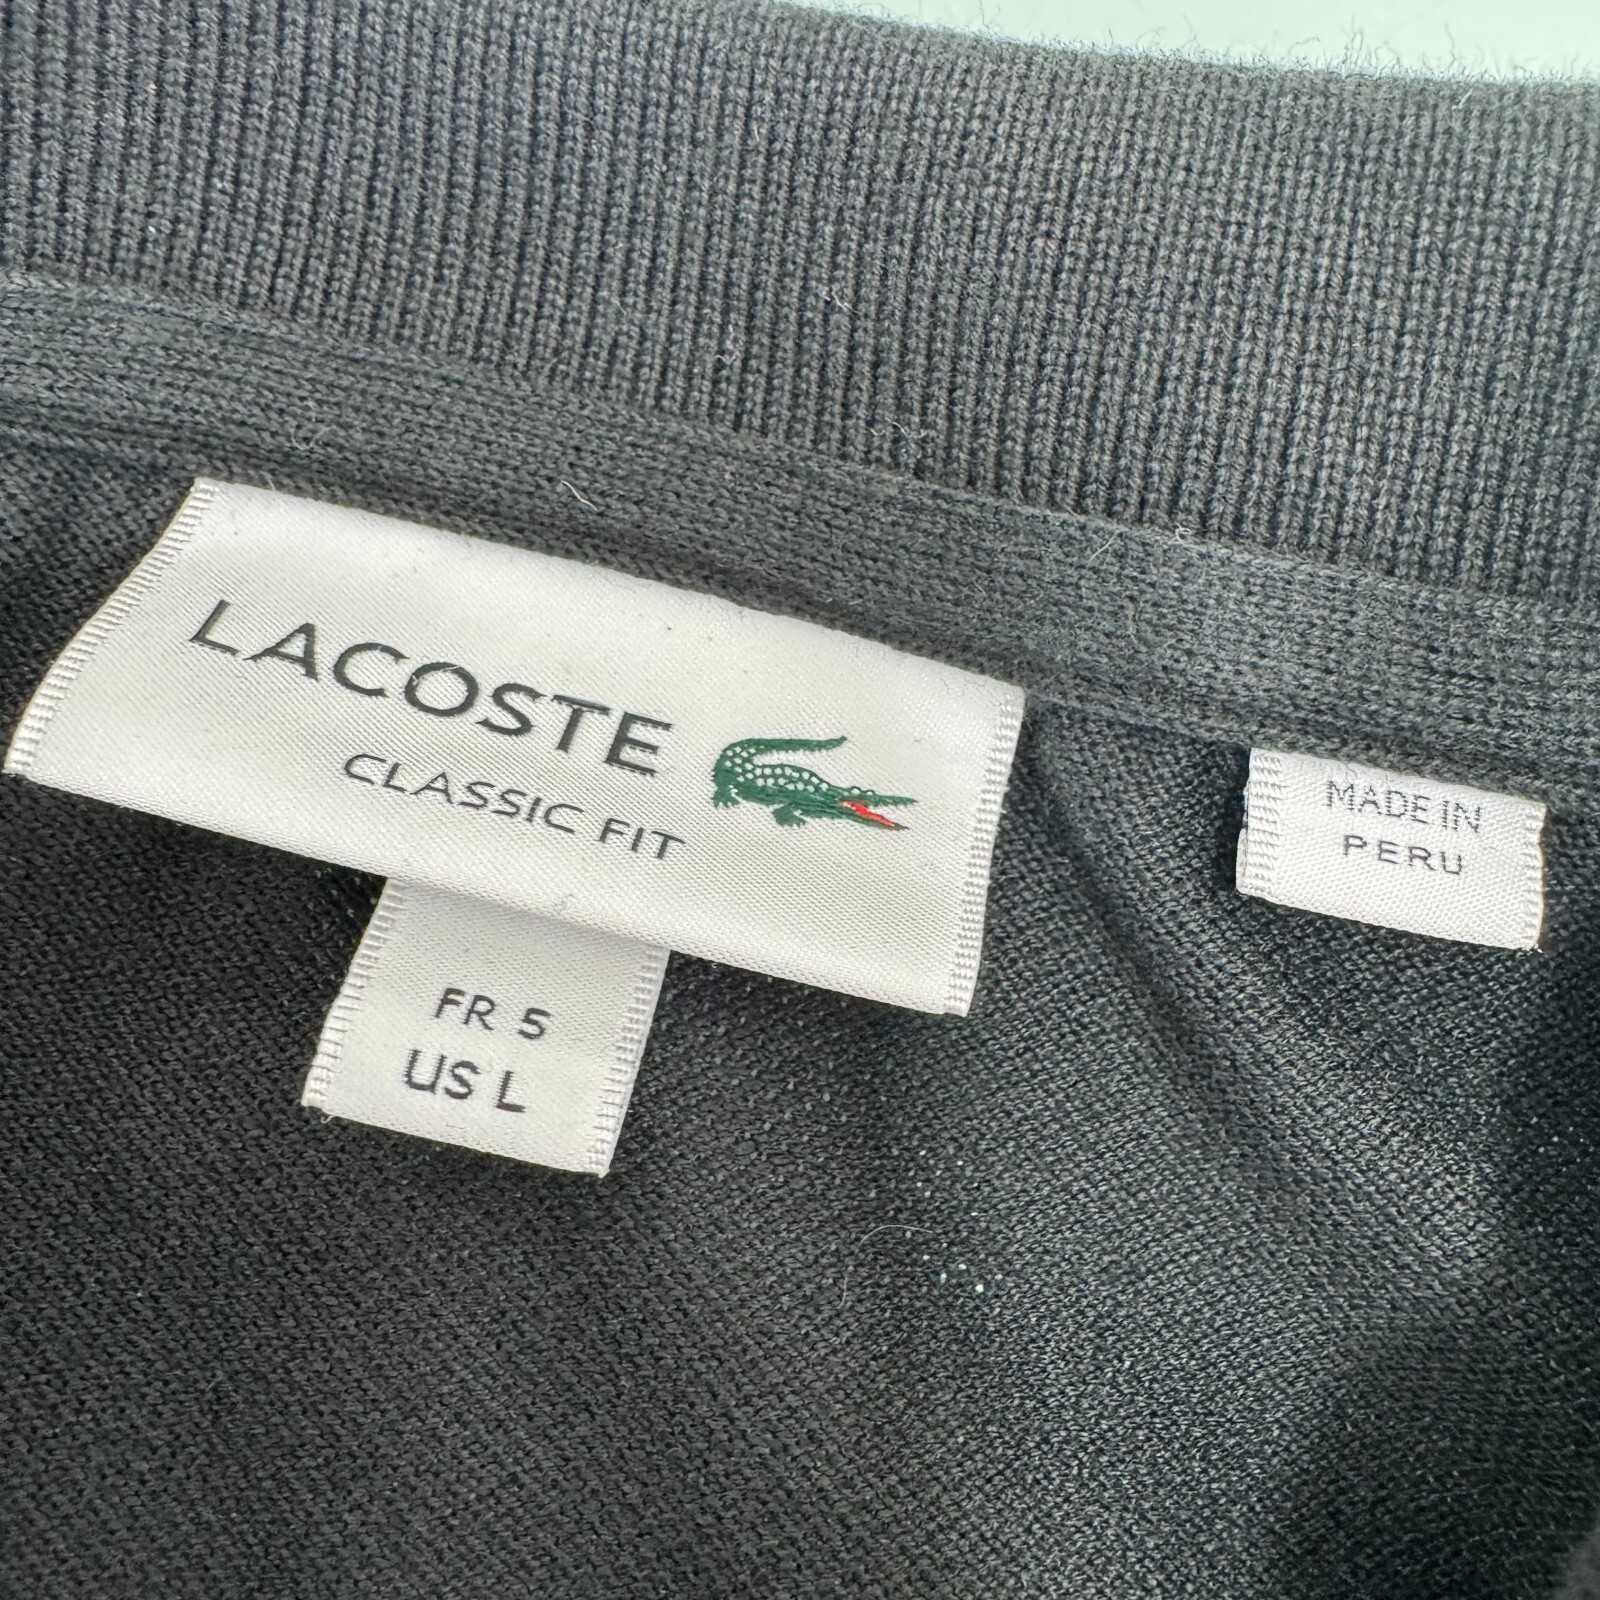 LACOSTE
CLASSIC FIT
FR 5
US L
MADE IN
PERU